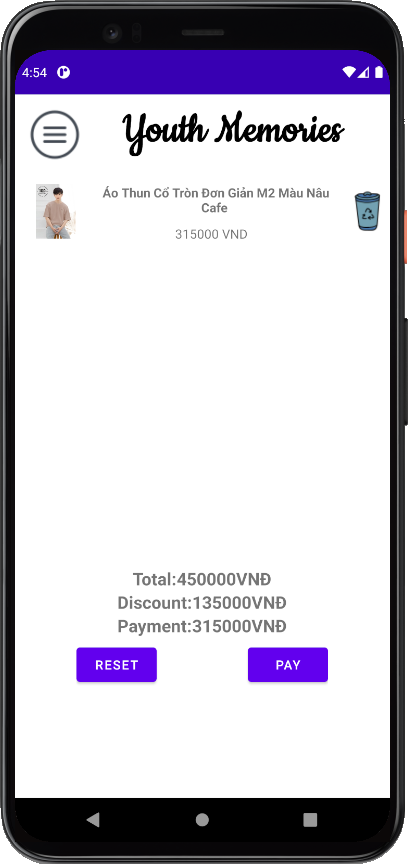 4:54
Youth Memories
Áo Thun Cổ Tròn Đơn Giản M2 Màu Nâu
Cafe
315000 VND
Total:450000VNĐ
Discount:135000VNĐ
Payment:315000VNĐ
RESET
PAY